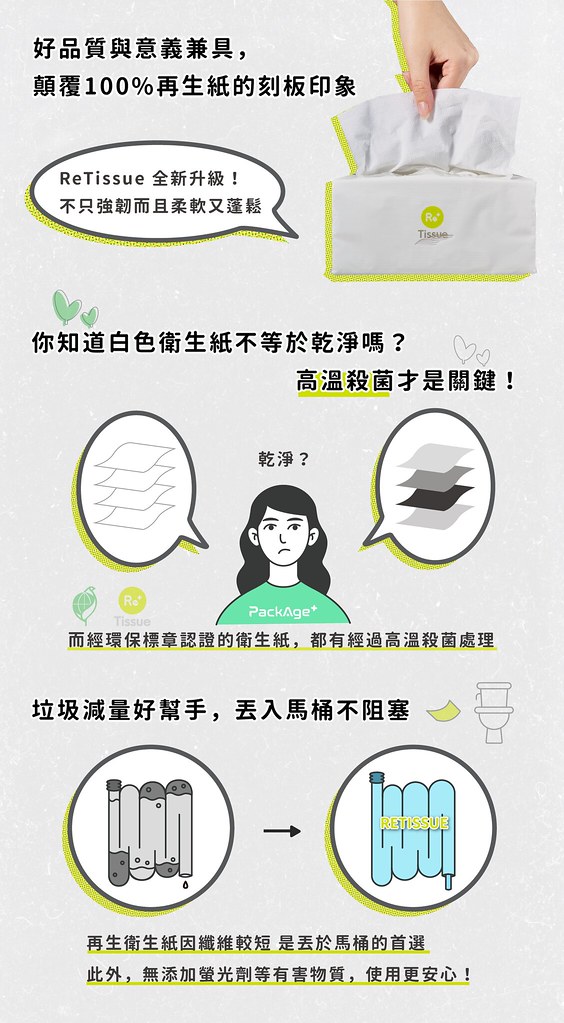 好品質與意義兼具，
顛覆100%再生紙的刻板印象
ReTissue 全新升級！
不只強韌而且柔軟又蓬鬆
Re+
Tissue
你知道白色衛生紙不等於乾淨嗎？
高溫殺菌才是關鍵！
乾淨？
PackAge+
Re+
Tissue
而經環保標章認證的衛生紙，都有經過高溫殺菌處理
垃圾減量好幫手，丟入馬桶不阻塞
RETISSUE
再生衛生紙因纖維較短 是丟於馬桶的首選
此外，無添加螢光劑等有害物質，使用更安心！